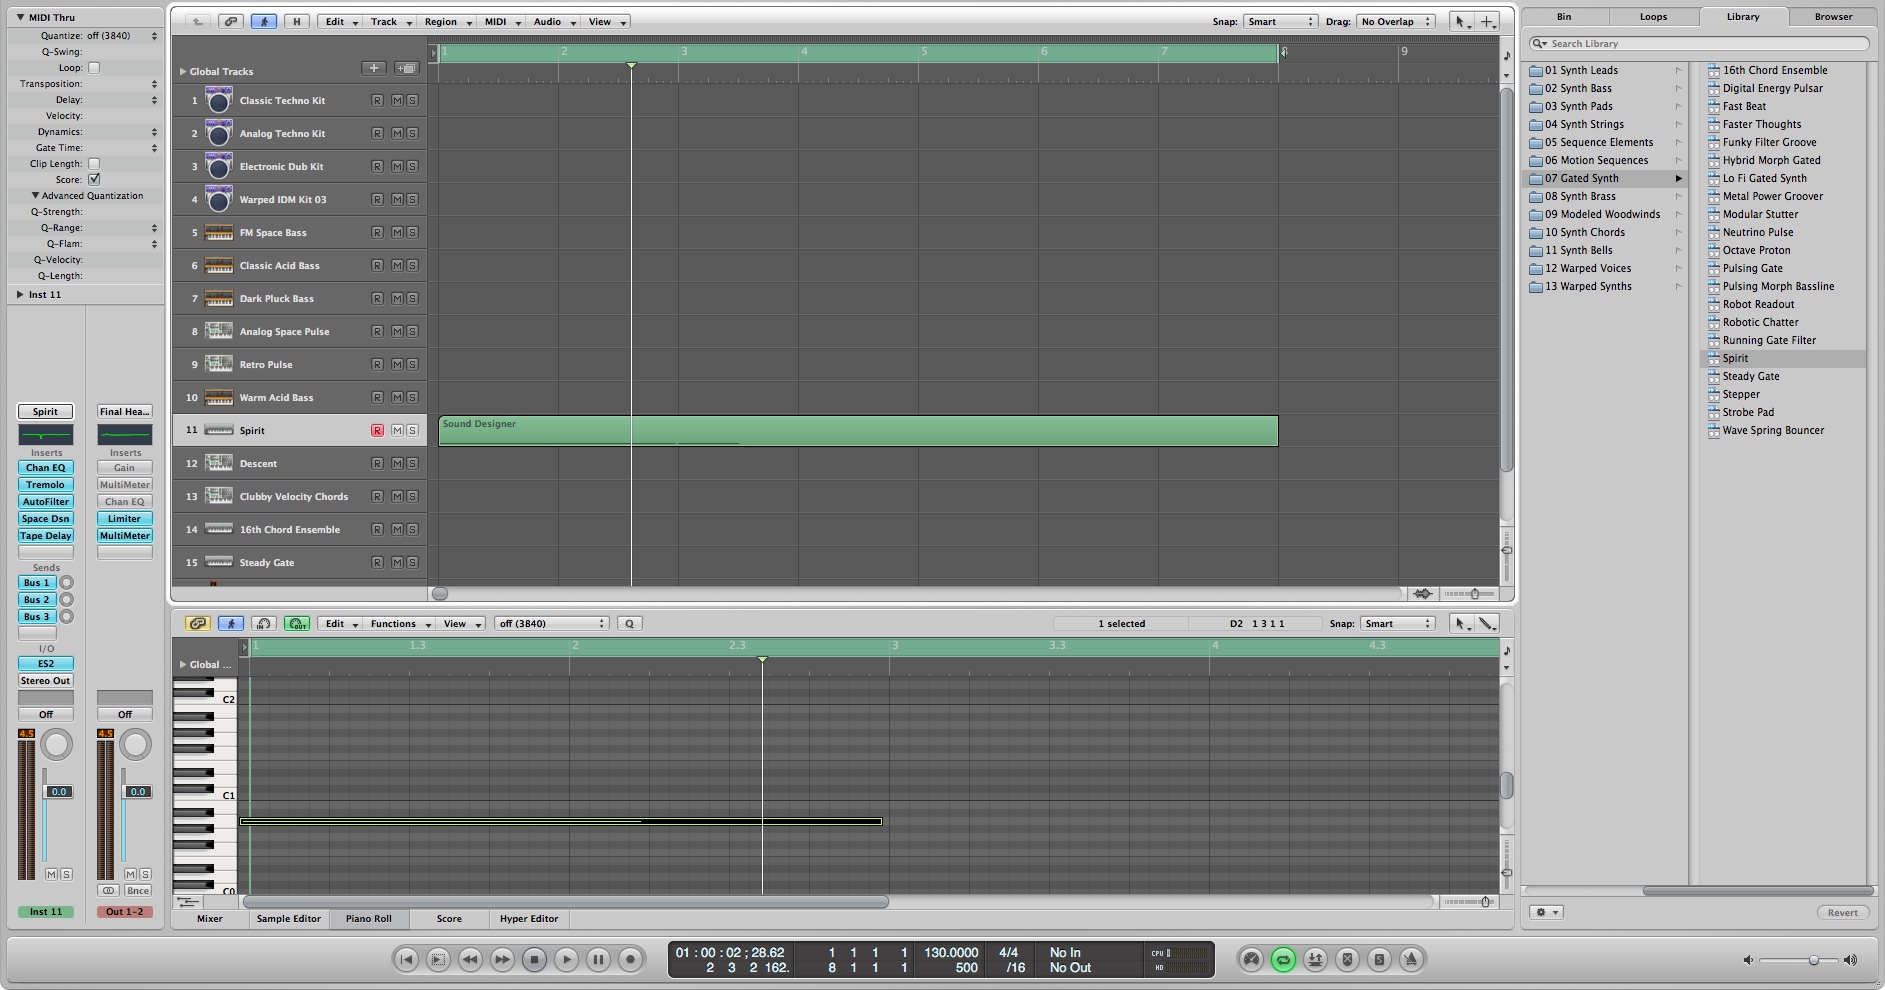 MIDI Thru
Quantize: off (3840)
Q-Swing:
Loop:
Transposition:
Delay:
Velocity:
Dynamics:
Gate Time:
Clip Length:
Score:
Advanced Quantization
Q-Strength:
Q-Range:
Q-Flam:
Q-Velocity:
Q-Length:
Inst 11
Spirit Final Hea...
Inserts Inserts
Chan EQ Gain
Tremolo MultiMeter
AutoFilter Chan EQ
Space Dsn Limiter
Tape Delay MultiMeter
Sends
Bus 1
Bus 2
Bus 3
I/O
ES2
Stereo Out
Off Off
4.5 4.5
0.0 0.0
M S M S
Bnce
Inst 11 Out 1-2
H Edit Track Region MIDI Audio View Snap: Smart Drag: No Overlap
1 2 3 4 5 6 7 8 9
Global Tracks
1 Classic Techno Kit R M S
2 Analog Techno Kit R M S
3 Electronic Dub Kit R M S
4 Warped IDM Kit 03 R M S
5 FM Space Bass R M S
6 Classic Acid Bass R M S
7 Dark Pluck Bass R M S
8 Analog Space Pulse R M S
9 Retro Pulse R M S
10 Warm Acid Bass R M S
11 Spirit R M S
Sound Designer
12 Descent R M S
13 Clubby Velocity Chords R M S
14 16th Chord Ensemble R M S
15 Steady Gate R M S
IN OUT Edit Functions View off (3840) Q 1 selected D2 1 3 1 1 Snap: Smart
1 1.3 2 2.3 3 3.3 4 4.3
Global ...
C2
C1
C0
Mixer Sample Editor Piano Roll Score Hyper Editor
Bin Loops Library Browser
Search Library
01 Synth Leads
02 Synth Bass
03 Synth Pads
04 Synth Strings
05 Sequence Elements
06 Motion Sequences
07 Gated Synth
08 Synth Brass
09 Modeled Woodwinds
10 Synth Chords
11 Synth Bells
12 Warped Voices
13 Warped Synths
16th Chord Ensemble
Digital Energy Pulsar
Fast Beat
Faster Thoughts
Funky Filter Groove
Hybrid Morph Gated
Lo Fi Gated Synth
Metal Power Groover
Modular Stutter
Neutrino Pulse
Octave Proton
Pulsing Gate
Pulsing Morph Bassline
Robot Readout
Robotic Chatter
Running Gate Filter
Spirit
Steady Gate
Stepper
Strobe Pad
Wave Spring Bouncer
Revert
01 : 00 : 02 ; 28.62 1 1 1 1 130.0000 4/4 No In CPU
2 3 2 162. 8 1 1 1 500 /16 No Out HD
S